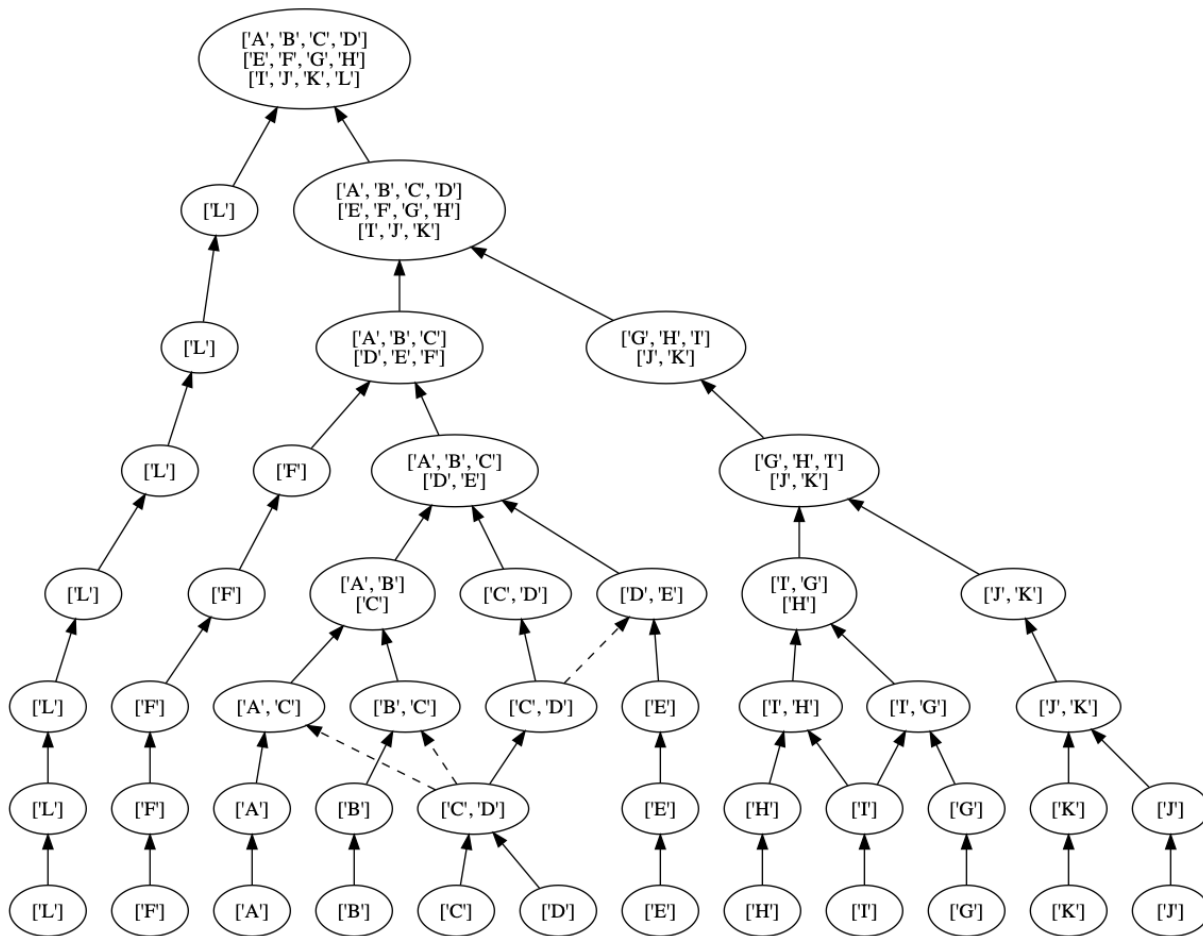 ['A', 'B', 'C', 'D']
['E', 'F', 'G', 'H']
['I', 'J', 'K', 'L']
['L']
['A', 'B', 'C', 'D']
['E', 'F', 'G', 'H']
['I', 'J', 'K']
['L']
['A', 'B', 'C']
['D', 'E', 'F']
['G', 'H', 'I']
['J', 'K']
['L']
['F']
['A', 'B', 'C']
['D', 'E']
['G', 'H', 'I']
['J', 'K']
['L']
['F']
['A', 'B']
['C']
['C', 'D']
['D', 'E']
['I', 'G']
['H']
['J', 'K']
['L']
['F']
['A', 'C']
['B', 'C']
['C', 'D']
['E']
['I', 'H']
['I', 'G']
['J', 'K']
['L']
['F']
['A']
['B']
['C', 'D']
['E']
['H']
['I']
['G']
['K']
['J']
['L']
['F']
['A']
['B']
['C']
['D']
['E']
['H']
['I']
['G']
['K']
['J']